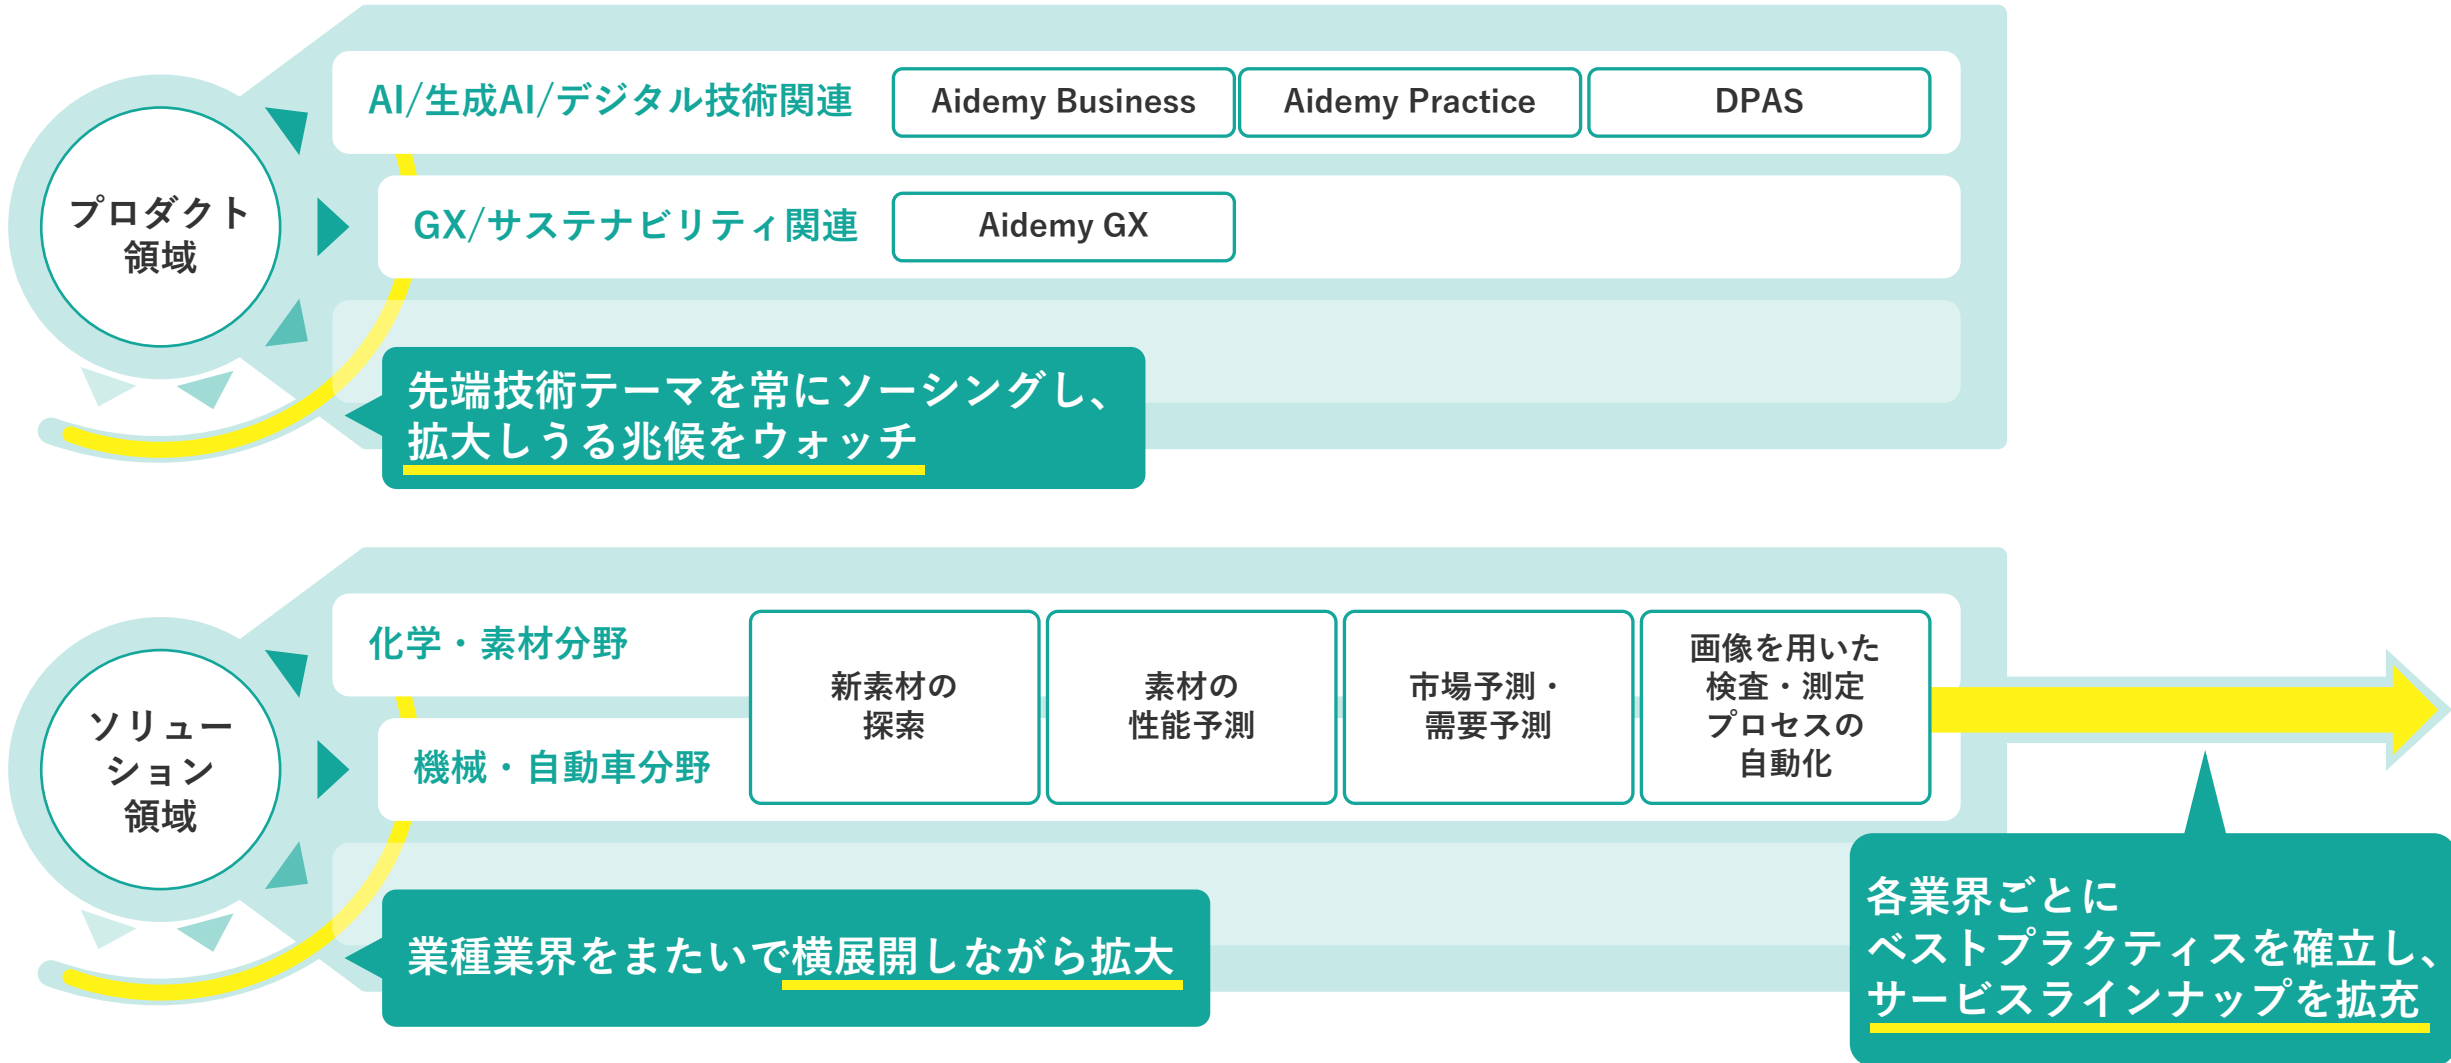 プロダクト
領域
AI/生成AI/デジタル技術関連
Aidemy Business
Aidemy Practice
DPAS
GX/サステナビリティ関連
Aidemy GX
先端技術テーマを常にソーシングし、
拡大しうる兆候をウォッチ
ソリュー
ション
領域
化学・素材分野
機械・自動車分野
新素材の
探索
素材の
性能予測
市場予測・
需要予測
画像を用いた
検査・測定
プロセスの
自動化
業種業界をまたいで横展開しながら拡大
各業界ごとに
ベストプラクティスを確立し、
サービスラインナップを拡充